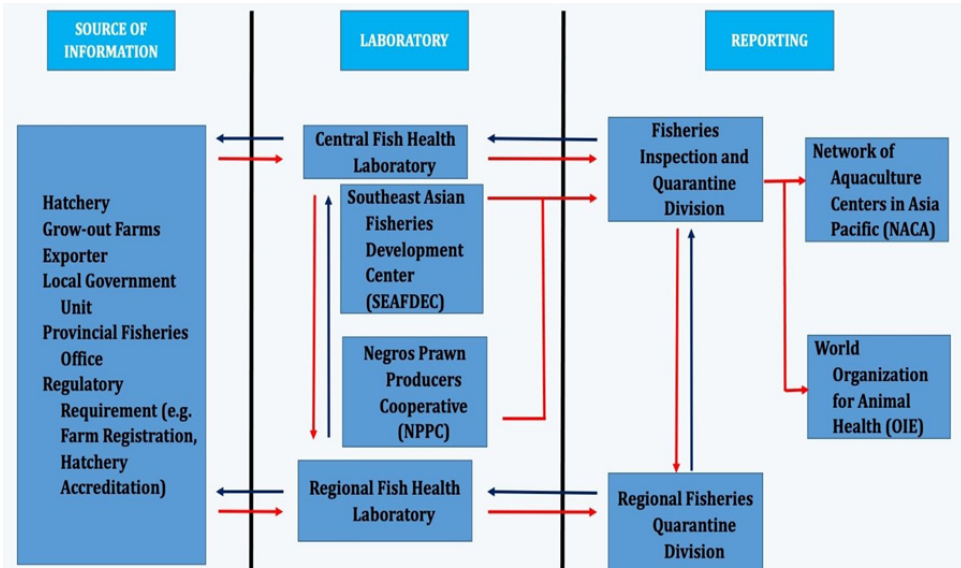 SOURCE OF
INFORMATION
LABORATORY
REPORTING
Hatchery
Grow-out Farms
Exporter
Local Government
Unit
Provincial Fisheries
Office
Regulatory
Requirement (e.g.
Farm Registration,
Hatchery
Accreditation)
Central Fish Health
Laboratory
Southeast Asian
Fisheries
Development
Center
(SEAFDEC)
Negros Prawn
Producers
Cooperative
(NPPC)
Regional Fish Health
Laboratory
Fisheries
Inspection and
Quarantine
Division
Regional Fisheries
Quarantine
Division
Network of
Aquaculture
Centers in Asia
Pacific (NACA)
World
Organization
for Animal
Health (OIE)